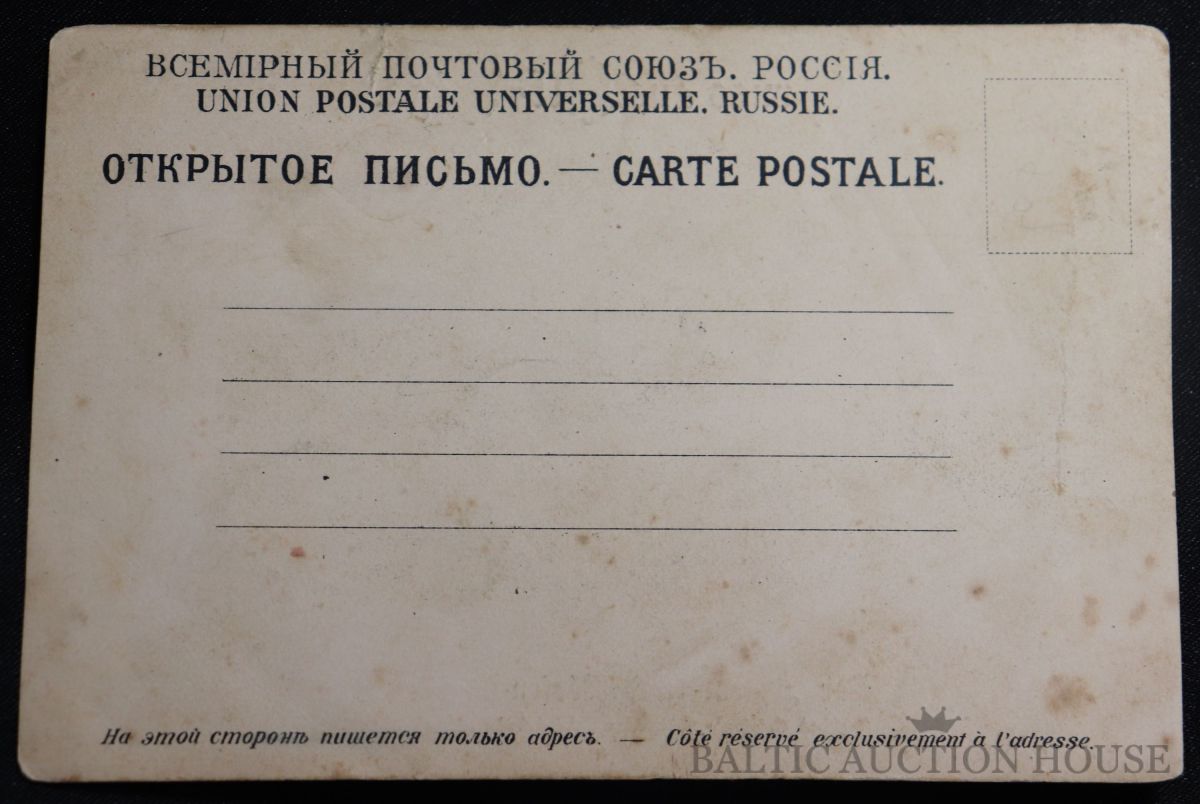 ВСЕМІРНЫЙ ПОЧТОВЫЙ СОЮЗЪ. РОССІЯ.
UNION POSTALE UNIVERSELLE. RUSSIE.
ОТКРЫТОЕ ПИСЬМО. — CARTE POSTALE.
На этой сторонѣ пишется только адресъ. — Côté réservé exclusivement à l'adresse.
BALTIC AUCTION HOUSE